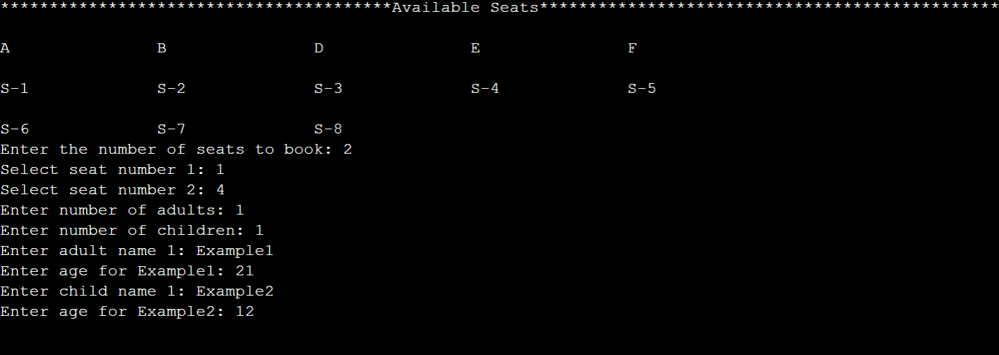 ****************************************Available Seats***********************************************
A B D E F
S-1 S-2 S-3 S-4 S-5
S-6 S-7 S-8
Enter the number of seats to book: 2
Select seat number 1: 1
Select seat number 2: 4
Enter number of adults: 1
Enter number of children: 1
Enter adult name 1: Example1
Enter age for Example1: 21
Enter child name 1: Example2
Enter age for Example2: 12